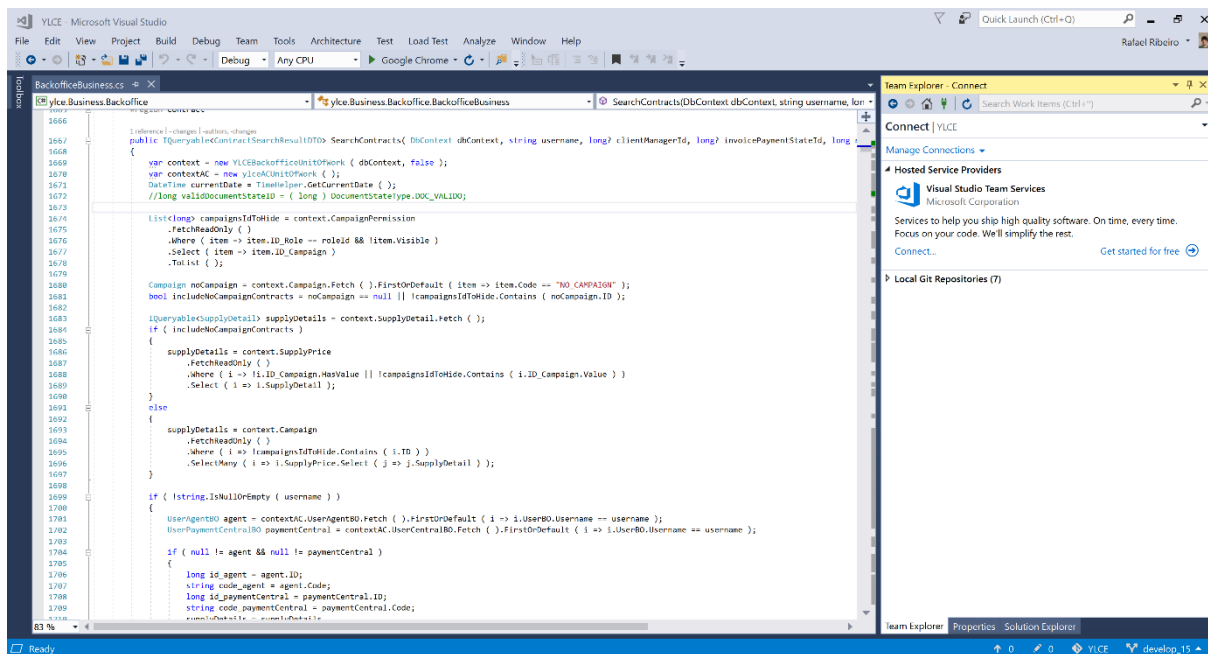 YLCE - Microsoft Visual Studio
Quick Launch (Ctrl+Q)
File Edit View Project Build Debug Team Tools Architecture Test Load Test Analyze Window Help
Rafael Ribeiro
Debug Any CPU Google Chrome
Toolbox
BackofficeBusiness.cs
Team Explorer - Connect
ylce.Business.Backoffice ylce.Business.Backoffice.BackofficeBusiness SearchContracts(DbContext dbContext, string username, lon
Search Work Items (Ctrl+")
Connect | YLCE
Manage Connections
Hosted Service Providers
Visual Studio Team Services
Microsoft Corporation
Services to help you ship high quality software. On time, every time.
Focus on your code. We'll simplify the rest.
Connect... Get started for free
Local Git Repositories (7)
1666
1 reference | - changes | -authors, -changes
1667 public IQueryable<ContractSearchResultDTO> SearchContracts( DbContext dbContext, string username, long? clientManagerId, long? invoicePaymentStateId, long
1668 {
1669 var context = new YLCEBackofficeUnitOfWork ( dbContext, false );
1670 var contextAC = new ylceACUnitOfWork ( );
1671 DateTime currentDate = TimeHelper.GetCurrentDate ( );
1672 //long validDocumentStateID = ( long ) DocumentStateType.DOC_VALIDO;
1673
1674 List<long> campaignsIdToHide = context.CampaignPermission
1675 .FetchReadOnly ( )
1676 .Where ( item => item.ID_Role == roleId && !item.Visible )
1677 .Select ( item => item.ID_Campaign )
1678 .ToList ( );
1679
1680 Campaign noCampaign = context.Campaign.Fetch ( ).FirstOrDefault ( item => item.Code == "NO_CAMPAIGN" );
1681 bool includeNoCampaignContracts = noCampaign == null || !campaignsIdToHide.Contains ( noCampaign.ID );
1682
1683 IQueryable<SupplyDetail> supplyDetails = context.SupplyDetail.Fetch ( );
1684 if ( includeNoCampaignContracts )
1685 {
1686 supplyDetails = context.SupplyPrice
1687 .FetchReadOnly ( )
1688 .Where ( i => !i.ID_Campaign.HasValue || !campaignsIdToHide.Contains ( i.ID_Campaign.Value ) )
1689 .Select ( i => i.SupplyDetail );
1690 }
1691 else
1692 {
1693 supplyDetails = context.Campaign
1694 .FetchReadOnly ( )
1695 .Where ( i => !campaignsIdToHide.Contains ( i.ID ) )
1696 .SelectMany ( i => i.SupplyPrice.Select ( j => j.SupplyDetail ) );
1697 }
1698
1699 if ( !string.IsNullOrEmpty ( username ) )
1700 {
1701 UserAgentBO agent = contextAC.UserAgentBO.Fetch ( ).FirstOrDefault ( i => i.UserBO.Username == username );
1702 UserPaymentCentralBO paymentCentral = contextAC.UserCentralBO.Fetch ( ).FirstOrDefault ( i => i.UserBO.Username == username );
1703
1704 if ( null != agent && null != paymentCentral )
1705 {
1706 long id_agent = agent.ID;
1707 string code_agent = agent.Code;
1708 long id_paymentCentral = paymentCentral.ID;
1709 string code_paymentCentral = paymentCentral.Code;
83 %
Team Explorer Properties Solution Explorer
Ready 0 0 YLCE develop_15